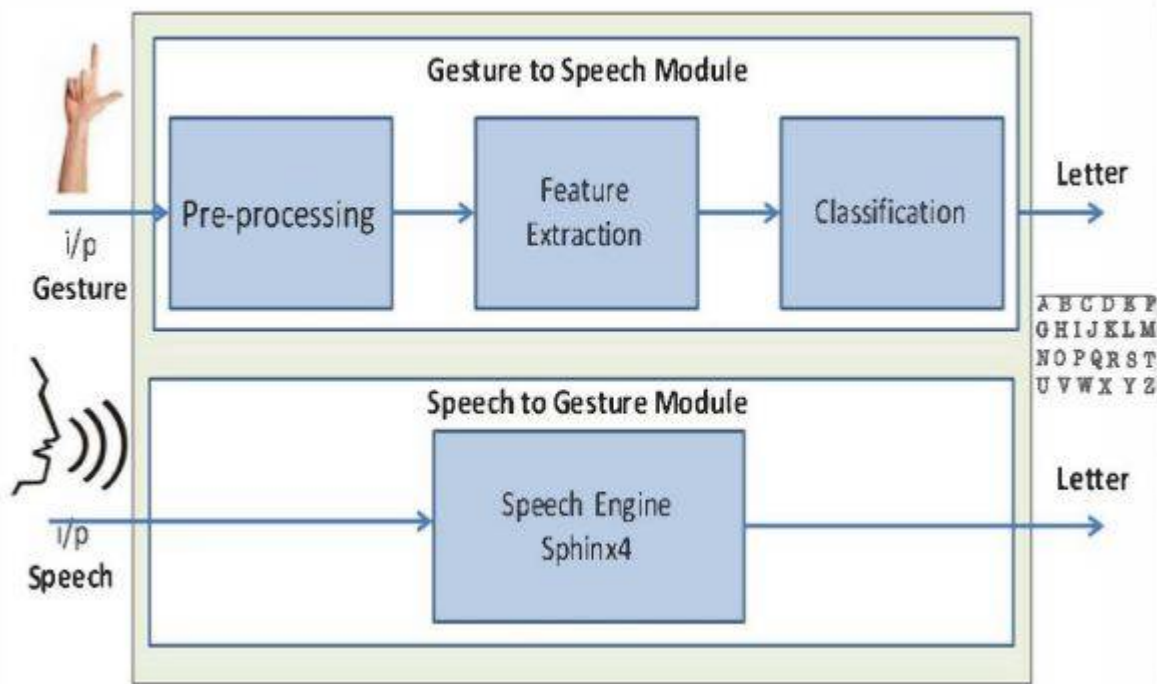 Gesture to Speech Module
Pre-processing
Feature
Extraction
Classification
Letter
i/p
Gesture
A B C D E F
G H I J K L M
N O P Q R S T
U V W X Y Z
Speech to Gesture Module
Speech Engine
Sphinx4
Letter
i/p
Speech